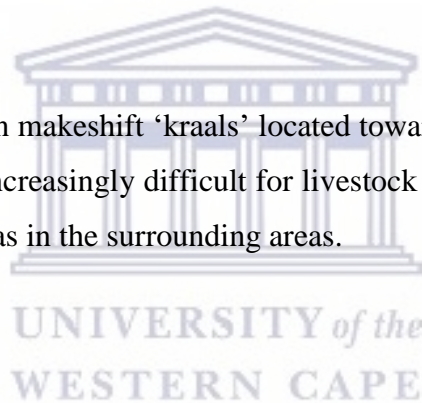 n makeshift ‘kraals’ located towa
ncreasingly difficult for livestock
as in the surrounding areas.
UNIVERSITY of the
WESTERN CAPE